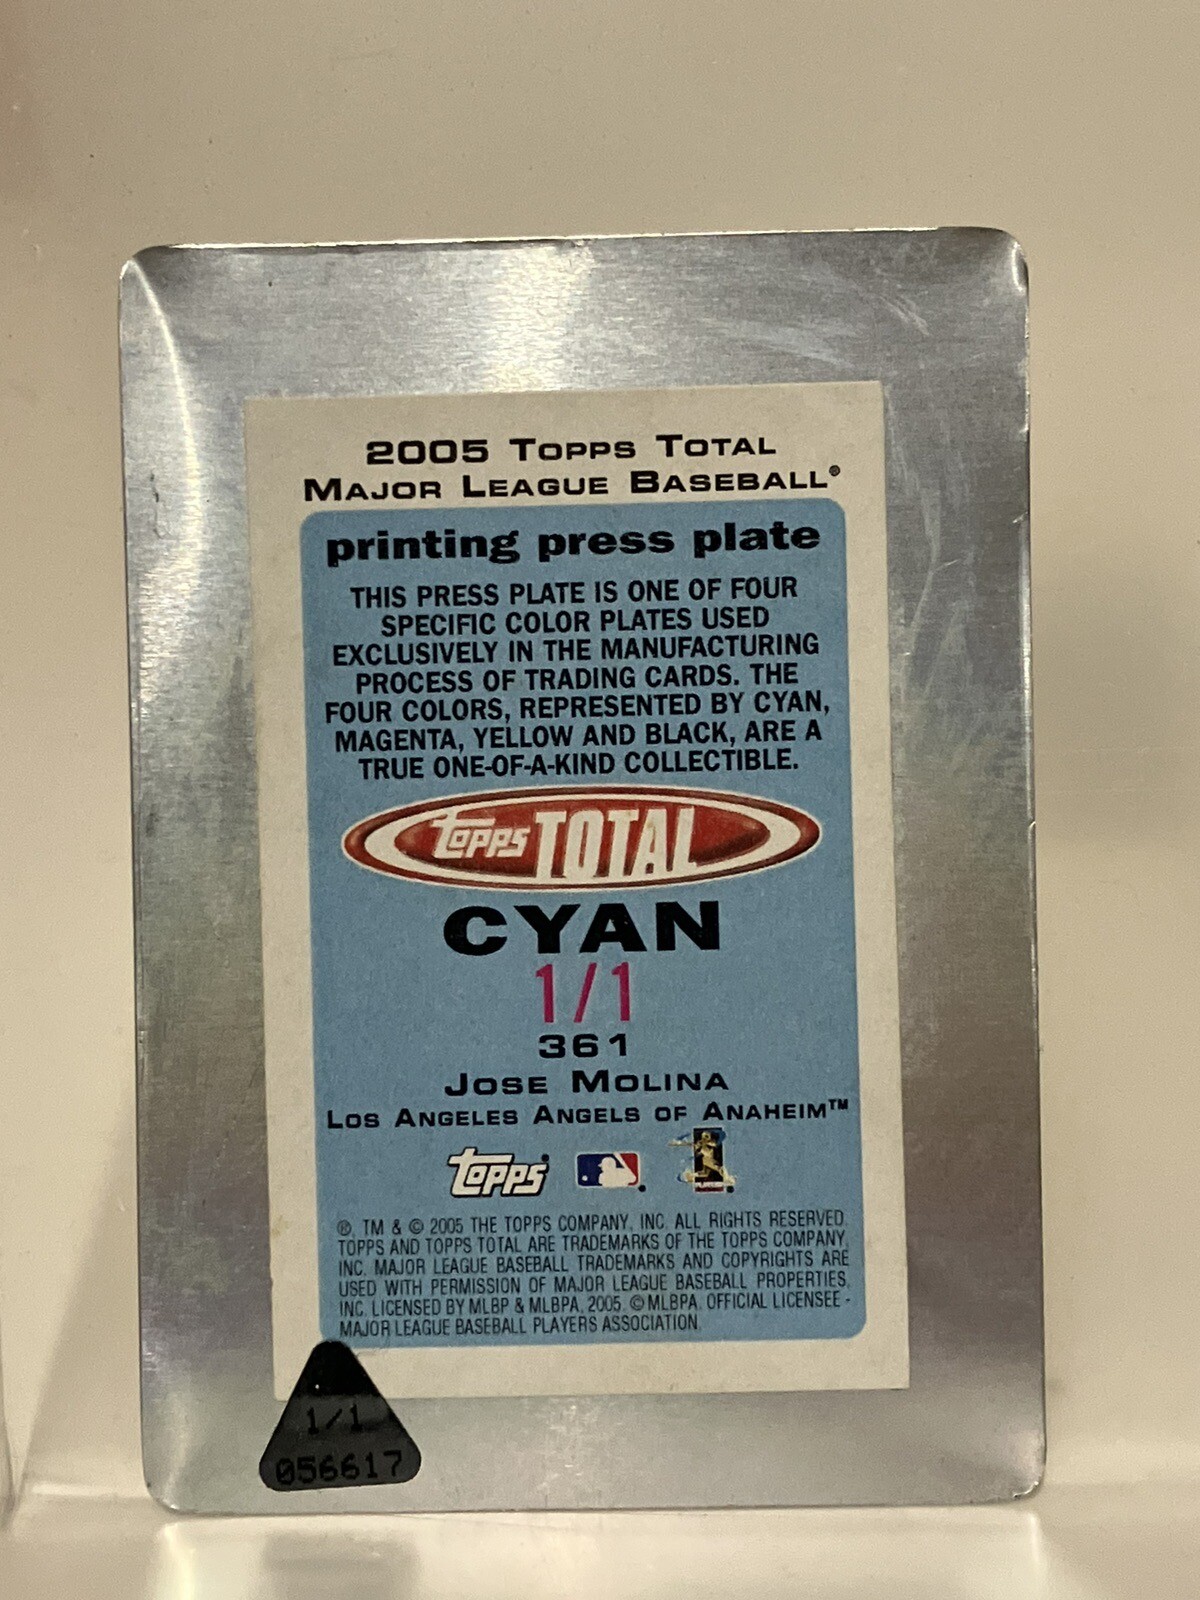 2005 TOPPS TOTAL
MAJOR LEAGUE BASEBALL®
printing press plate
THIS PRESS PLATE IS ONE OF FOUR
SPECIFIC COLOR PLATES USED
EXCLUSIVELY IN THE MANUFACTURING
PROCESS OF TRADING CARDS. THE
FOUR COLORS, REPRESENTED BY CYAN,
MAGENTA, YELLOW AND BLACK, ARE A
TRUE ONE-OF-A-KIND COLLECTIBLE.
Topps TOTAL
CYAN
1/1
361
JOSE MOLINA
LOS ANGELES ANGELS OF ANAHEIM™
Topps
®, TM & © 2005 THE TOPPS COMPANY, INC. ALL RIGHTS RESERVED.
TOPPS AND TOPPS TOTAL ARE TRADEMARKS OF THE TOPPS COMPANY,
INC. MAJOR LEAGUE BASEBALL TRADEMARKS AND COPYRIGHTS ARE
USED WITH PERMISSION OF MAJOR LEAGUE BASEBALL PROPERTIES,
INC. LICENSED BY MLBP & MLBPA, 2005. © MLBPA. OFFICIAL LICENSEE -
MAJOR LEAGUE BASEBALL PLAYERS ASSOCIATION.
1/1
056617